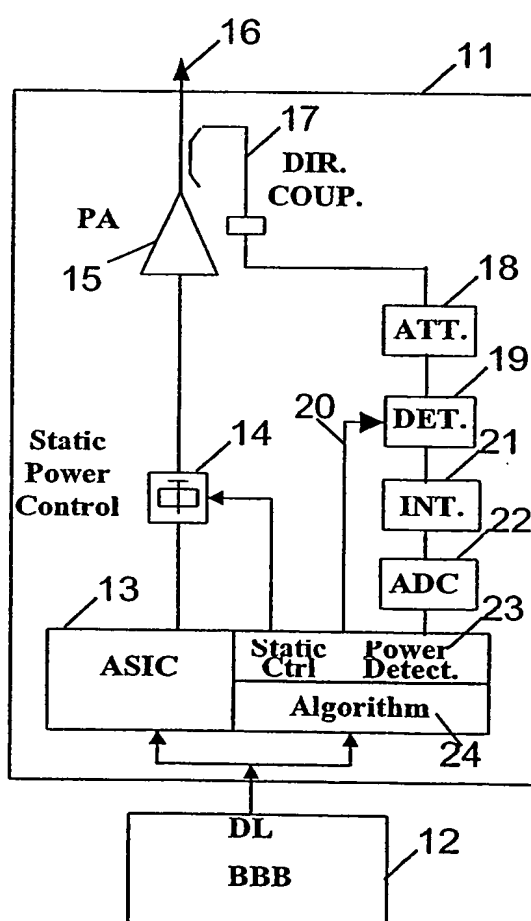 16
11
17
DIR.
COUP.
PA
15
18
ATT.
19
20
DET.
14
21
Static
Power
Control
INT.
22
ADC
13
23
ASIC
Static
Ctrl
Power
Detect.
Algorithm
24
DL
12
BBB